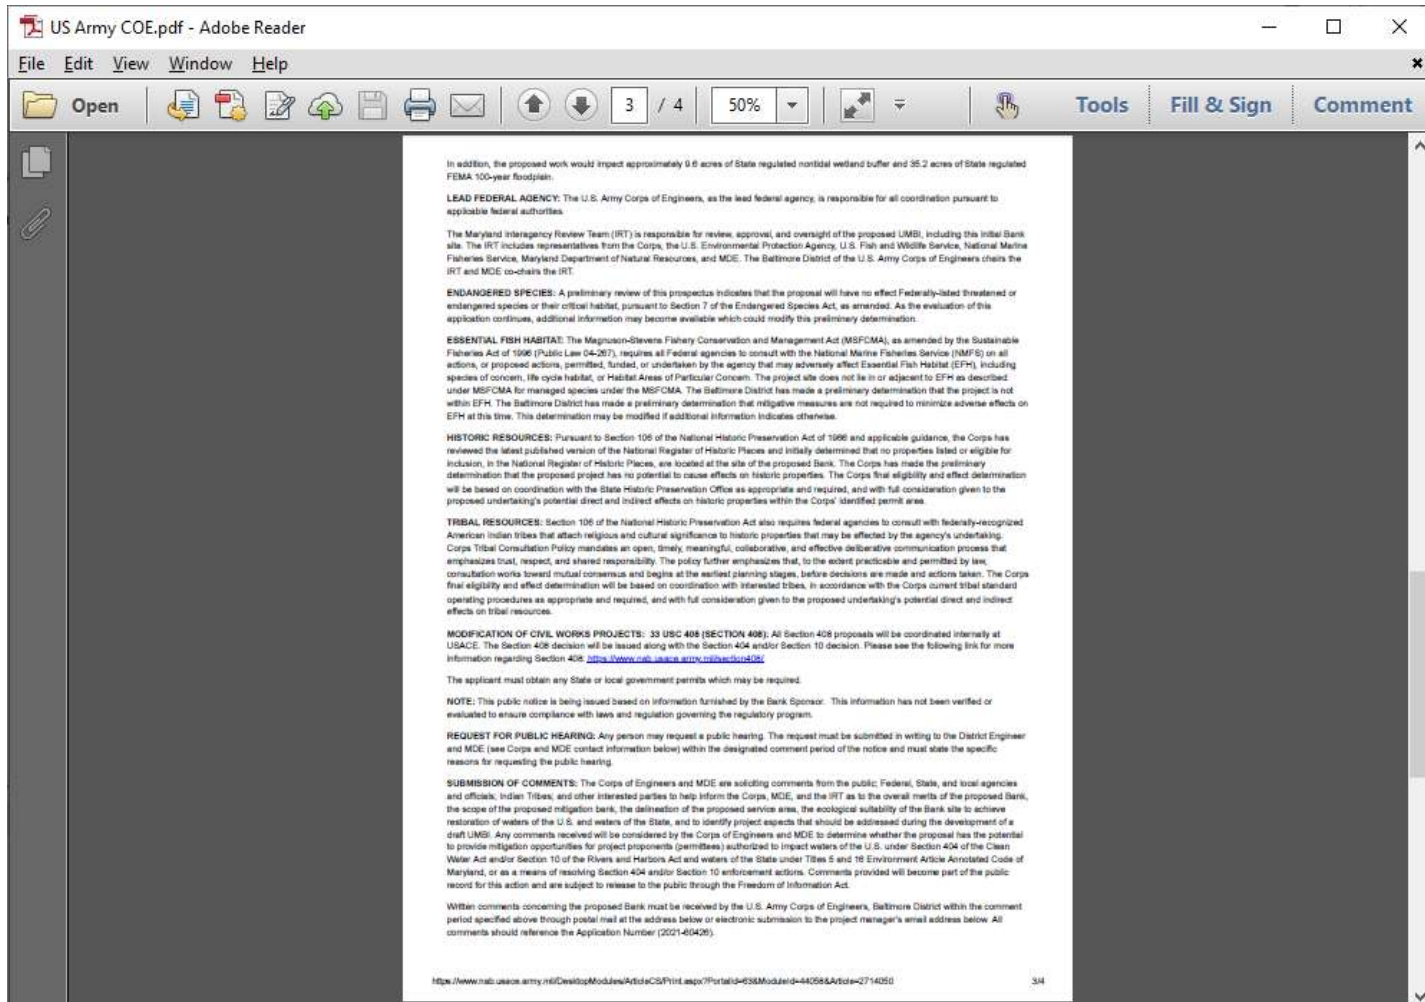 US Army COE.pdf - Adobe Reader
File Edit View Window Help
Open 3 / 4 50% Tools Fill & Sign Comment
In addition, the proposed work would impact approximately 9.6 acres of State regulated nontidal wetland buffer and 35.2 acres of State regulated
FEMA 100-year floodplain.
LEAD FEDERAL AGENCY: The U.S. Army Corps of Engineers, as the lead federal agency, is responsible for all coordination pursuant to
applicable federal authorities.
The Maryland Interagency Review Team (IRT) is responsible for review, approval, and oversight of the proposed UMBI, including this Initial Bank
site. The IRT includes representatives from the Corps, the U.S. Environmental Protection Agency, U.S. Fish and Wildlife Service, National Marine
Fisheries Service, Maryland Department of Natural Resources, and MDE. The Baltimore District of the U.S. Army Corps of Engineers chairs the
IRT and MDE co-chairs the IRT.
ENDANGERED SPECIES: A preliminary review of this prospectus indicates that the proposal will have no effect Federally-listed threatened or
endangered species or their critical habitat, pursuant to Section 7 of the Endangered Species Act, as amended. As the evaluation of this
application continues, additional information may become available which could modify this preliminary determination.
ESSENTIAL FISH HABITAT: The Magnuson-Stevens Fishery Conservation and Management Act (MSFCMA), as amended by the Sustainable
Fisheries Act of 1996 (Public Law 04-267), requires all Federal agencies to consult with the National Marine Fisheries Service (NMFS) on all
actions, or proposed actions, permitted, funded, or undertaken by the agency that may adversely affect Essential Fish Habitat (EFH), including
species of concern, life cycle habitat, or Habitat Areas of Particular Concern. The project site does not lie in or adjacent to EFH as described
under MSFCMA for managed species under the MSFCMA. The Baltimore District has made a preliminary determination that the project is not
within EFH. The Baltimore District has made a preliminary determination that mitigative measures are not required to minimize adverse effects on
EFH at this time. This determination may be modified if additional information indicates otherwise.
HISTORIC RESOURCES: Pursuant to Section 106 of the National Historic Preservation Act of 1966 and applicable guidance, the Corps has
reviewed the latest published version of the National Register of Historic Places and initially determined that no properties listed or eligible for
inclusion, in the National Register of Historic Places, are located at the site of the proposed Bank. The Corps has made the preliminary
determination that the proposed project has no potential to cause effects on historic properties. The Corps final eligibility and effect determination
will be based on coordination with the State Historic Preservation Office as appropriate and required, and with full consideration given to the
proposed undertaking's potential direct and indirect effects on historic properties within the Corps' identified permit area.
TRIBAL RESOURCES: Section 106 of the National Historic Preservation Act also requires federal agencies to consult with federally-recognized
American Indian tribes that attach religious and cultural significance to historic properties that may be effected by the agency's undertaking.
Corps Tribal Consultation Policy mandates an open, timely, meaningful, collaborative, and effective deliberative communication process that
emphasizes trust, respect, and shared responsibility. The policy further emphasizes that, to the extent practicable and permitted by law,
consultation works toward mutual consensus and begins at the earliest planning stages, before decisions are made and actions taken. The Corps
final eligibility and effect determination will be based on coordination with interested tribes, in accordance with the Corps current tribal standard
operating procedures as appropriate and required, and with full consideration given to the proposed undertaking's potential direct and indirect
effects on tribal resources.
MODIFICATION OF CIVIL WORKS PROJECTS: 33 USC 408 (SECTION 408): All Section 408 proposals will be coordinated internally at
USACE. The Section 408 decision will be issued along with the Section 404 and/or Section 10 decision. Please see the following link for more
information regarding Section 408: https://www.nab.usace.army.mil/section408/
The applicant must obtain any State or local government permits which may be required.
NOTE: This public notice is being issued based on information furnished by the Bank Sponsor. This information has not been verified or
evaluated to ensure compliance with laws and regulation governing the regulatory program.
REQUEST FOR PUBLIC HEARING: Any person may request a public hearing. The request must be submitted in writing to the District Engineer
and MDE (see Corps and MDE contact information below) within the designated comment period of the notice and must state the specific
reasons for requesting the public hearing.
SUBMISSION OF COMMENTS: The Corps of Engineers and MDE are soliciting comments from the public; Federal, State, and local agencies
and officials; Indian Tribes; and other interested parties to help inform the Corps, MDE, and the IRT as to the overall merits of the proposed Bank,
the scope of the proposed mitigation bank, the delineation of the proposed service area, the ecological suitability of the Bank site to achieve
restoration of waters of the U.S. and waters of the State, and to identify project aspects that should be addressed during the development of a
draft UMBI. Any comments received will be considered by the Corps of Engineers and MDE to determine whether the proposal has the potential
to provide mitigation opportunities for project proponents (permittees) authorized to impact waters of the U.S. under Section 404 of the Clean
Water Act and/or Section 10 of the Rivers and Harbors Act and waters of the State under Titles 5 and 16 Environment Article Annotated Code of
Maryland, or as a means of resolving Section 404 and/or Section 10 enforcement actions. Comments provided will become part of the public
record for this action and are subject to release to the public through the Freedom of Information Act.
Written comments concerning the proposed Bank must be received by the U.S. Army Corps of Engineers, Baltimore District within the comment
period specified above through postal mail at the address below or electronic submission to the project manager's email address below. All
comments should reference the Application Number (2021-60426).
https://www.nab.usace.army.mil/DesktopModules/ArticleCS/Print.aspx?PortalId=63&ModuleId=44058&Article=2714050 3/4